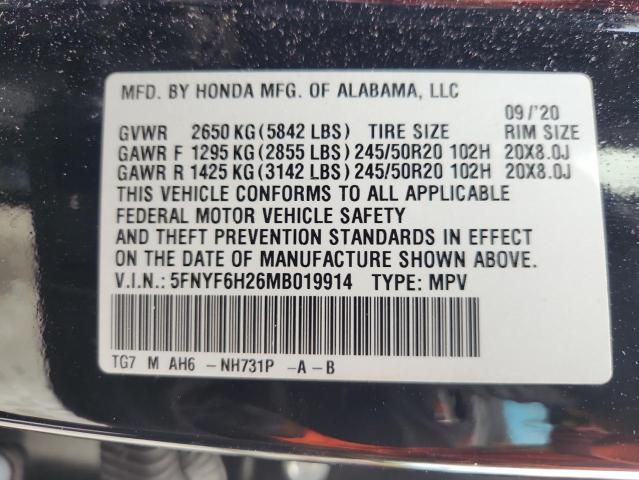 MFD. BY HONDA MFG. OF ALABAMA, LLC
09/'20
GVWR 2650 KG (5842 LBS) TIRE SIZE RIM SIZE
GAWR F 1295 KG (2855 LBS) 245/50R20 102H 20X8.0J
GAWR R 1425 KG (3142 LBS) 245/50R20 102H 20X8.0J
THIS VEHICLE CONFORMS TO ALL APPLICABLE
FEDERAL MOTOR VEHICLE SAFETY
AND THEFT PREVENTION STANDARDS IN EFFECT
ON THE DATE OF MANUFACTURE SHOWN ABOVE.
V.I.N.: 5FNYF6H26MB019914 TYPE: MPV
TG7 M AH6 - NH731P - A - B